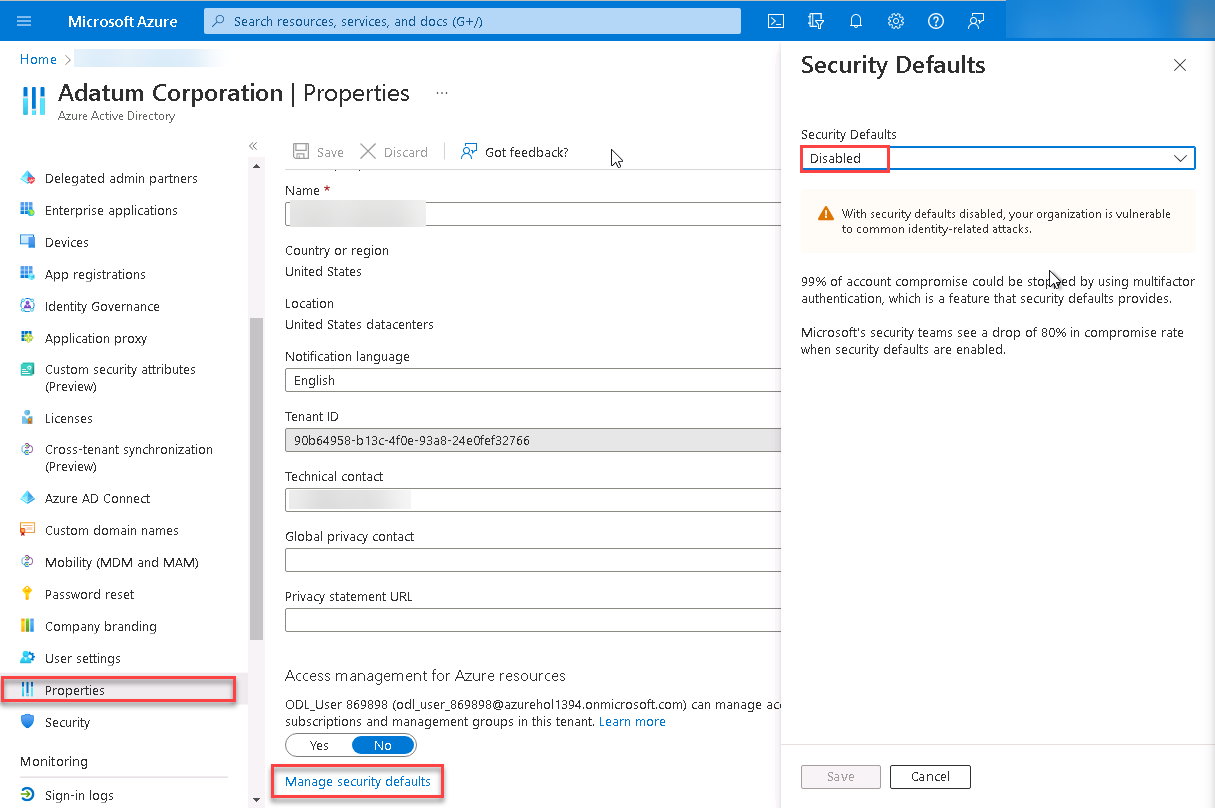 Microsoft Azure
Search resources, services, and docs (G+/)
Home
Adatum Corporation | Properties ...
Azure Active Directory
Delegated admin partners
Enterprise applications
Devices
App registrations
Identity Governance
Application proxy
Custom security attributes
(Preview)
Licenses
Cross-tenant synchronization
(Preview)
Azure AD Connect
Custom domain names
Mobility (MDM and MAM)
Password reset
Company branding
User settings
Properties
Security
Monitoring
Sign-in logs
Save Discard Got feedback?
Name *
Country or region
United States
Location
United States datacenters
Notification language
English
Tenant ID
90b64958-b13c-4f0e-93a8-24e0fef32766
Technical contact
Global privacy contact
Privacy statement URL
Access management for Azure resources
ODL_User 869898 (odl_user_869898@azurehol1394.onmicrosoft.com) can manage acc
subscriptions and management groups in this tenant. Learn more
Yes No
Manage security defaults
Security Defaults
Security Defaults
Disabled
With security defaults disabled, your organization is vulnerable
to common identity-related attacks.
99% of account compromise could be stopped by using multifactor
authentication, which is a feature that security defaults provides.
Microsoft's security teams see a drop of 80% in compromise rate
when security defaults are enabled.
Save Cancel